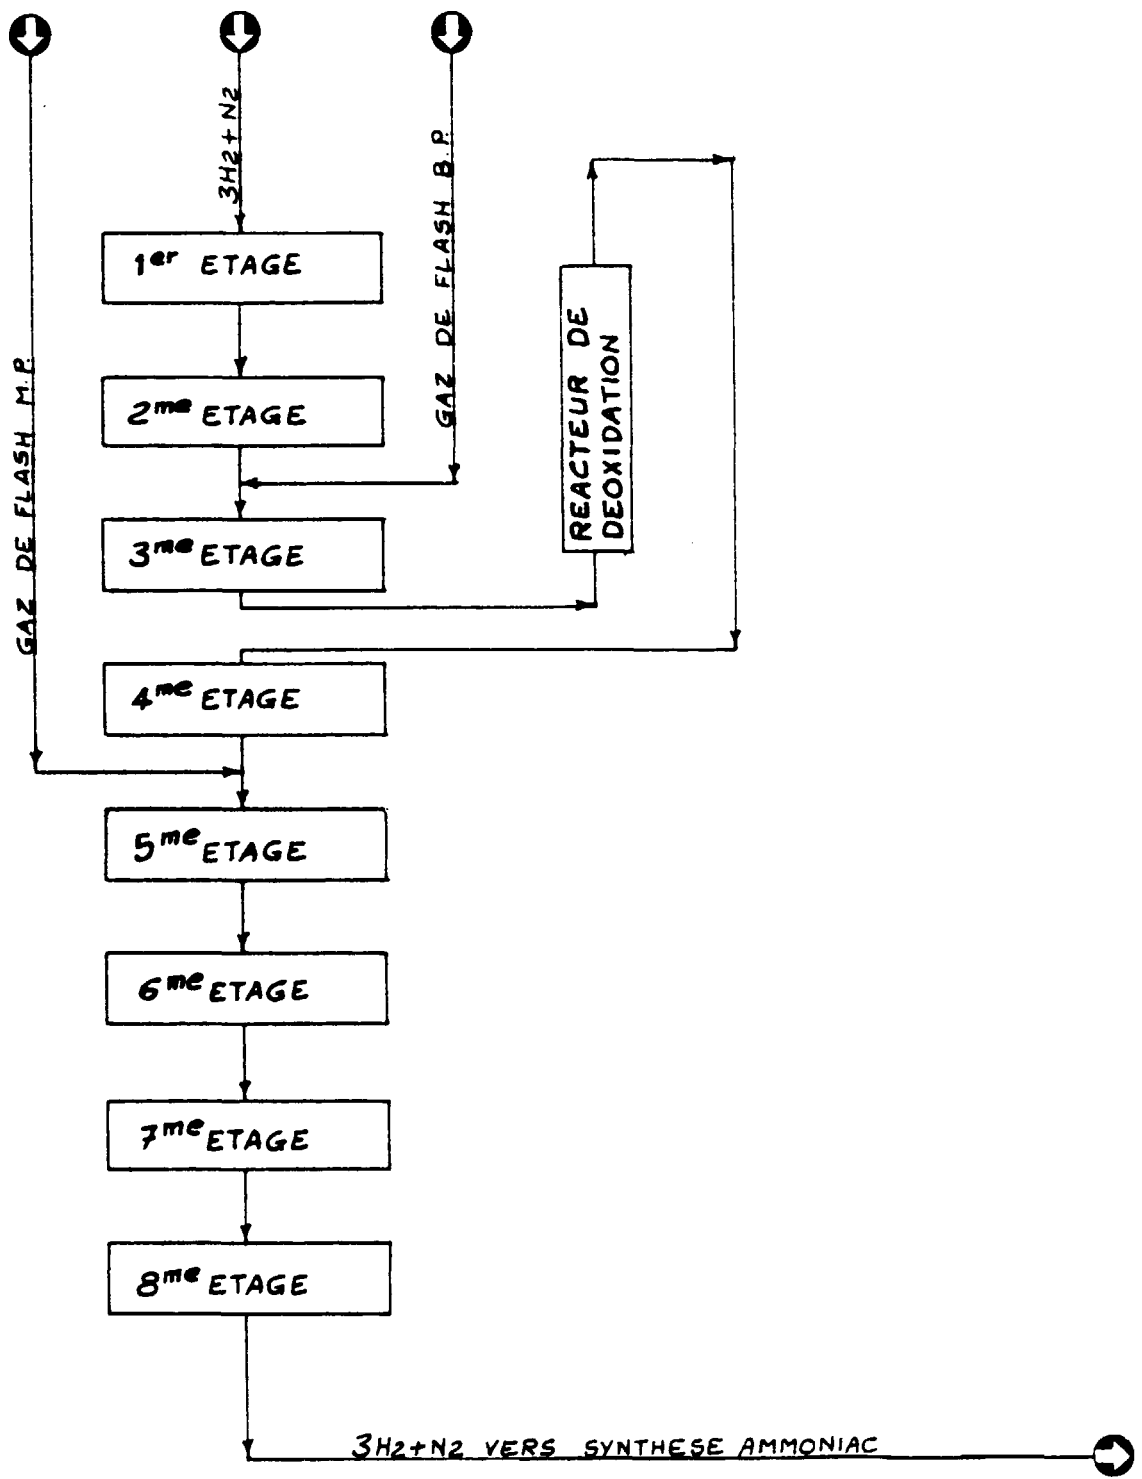 3H2+N2
GAZ DE FLASH B.P.
GAZ DE FLASH M.P.
1er ETAGE
2me ETAGE
3me ETAGE
REACTEUR DE
DEOXIDATION
4me ETAGE
5me ETAGE
6me ETAGE
7me ETAGE
8me ETAGE
3H2+N2 VERS SYNTHESE AMMONIAC